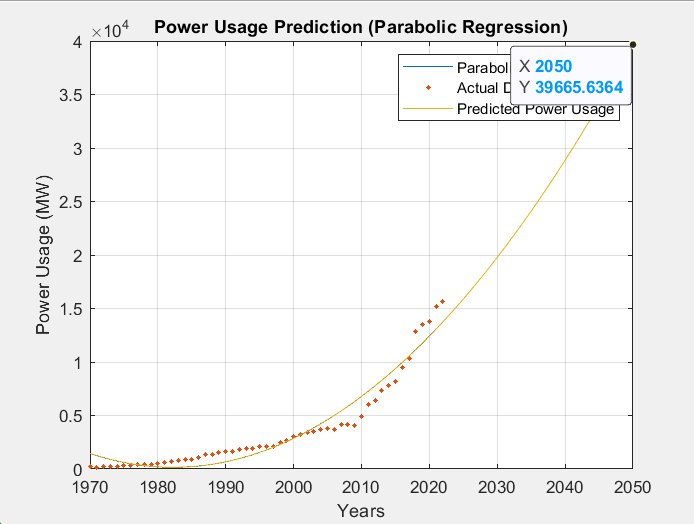 Power Usage Prediction (Parabolic Regression)
×10⁴
4
3.5
3
2.5
2
1.5
1
0.5
0
Power Usage (MW)
1970 1980 1990 2000 2010 2020 2030 2040 2050
Years
Parabol
Actual D
Predicted Power Usage
X 2050
Y 39665.6364